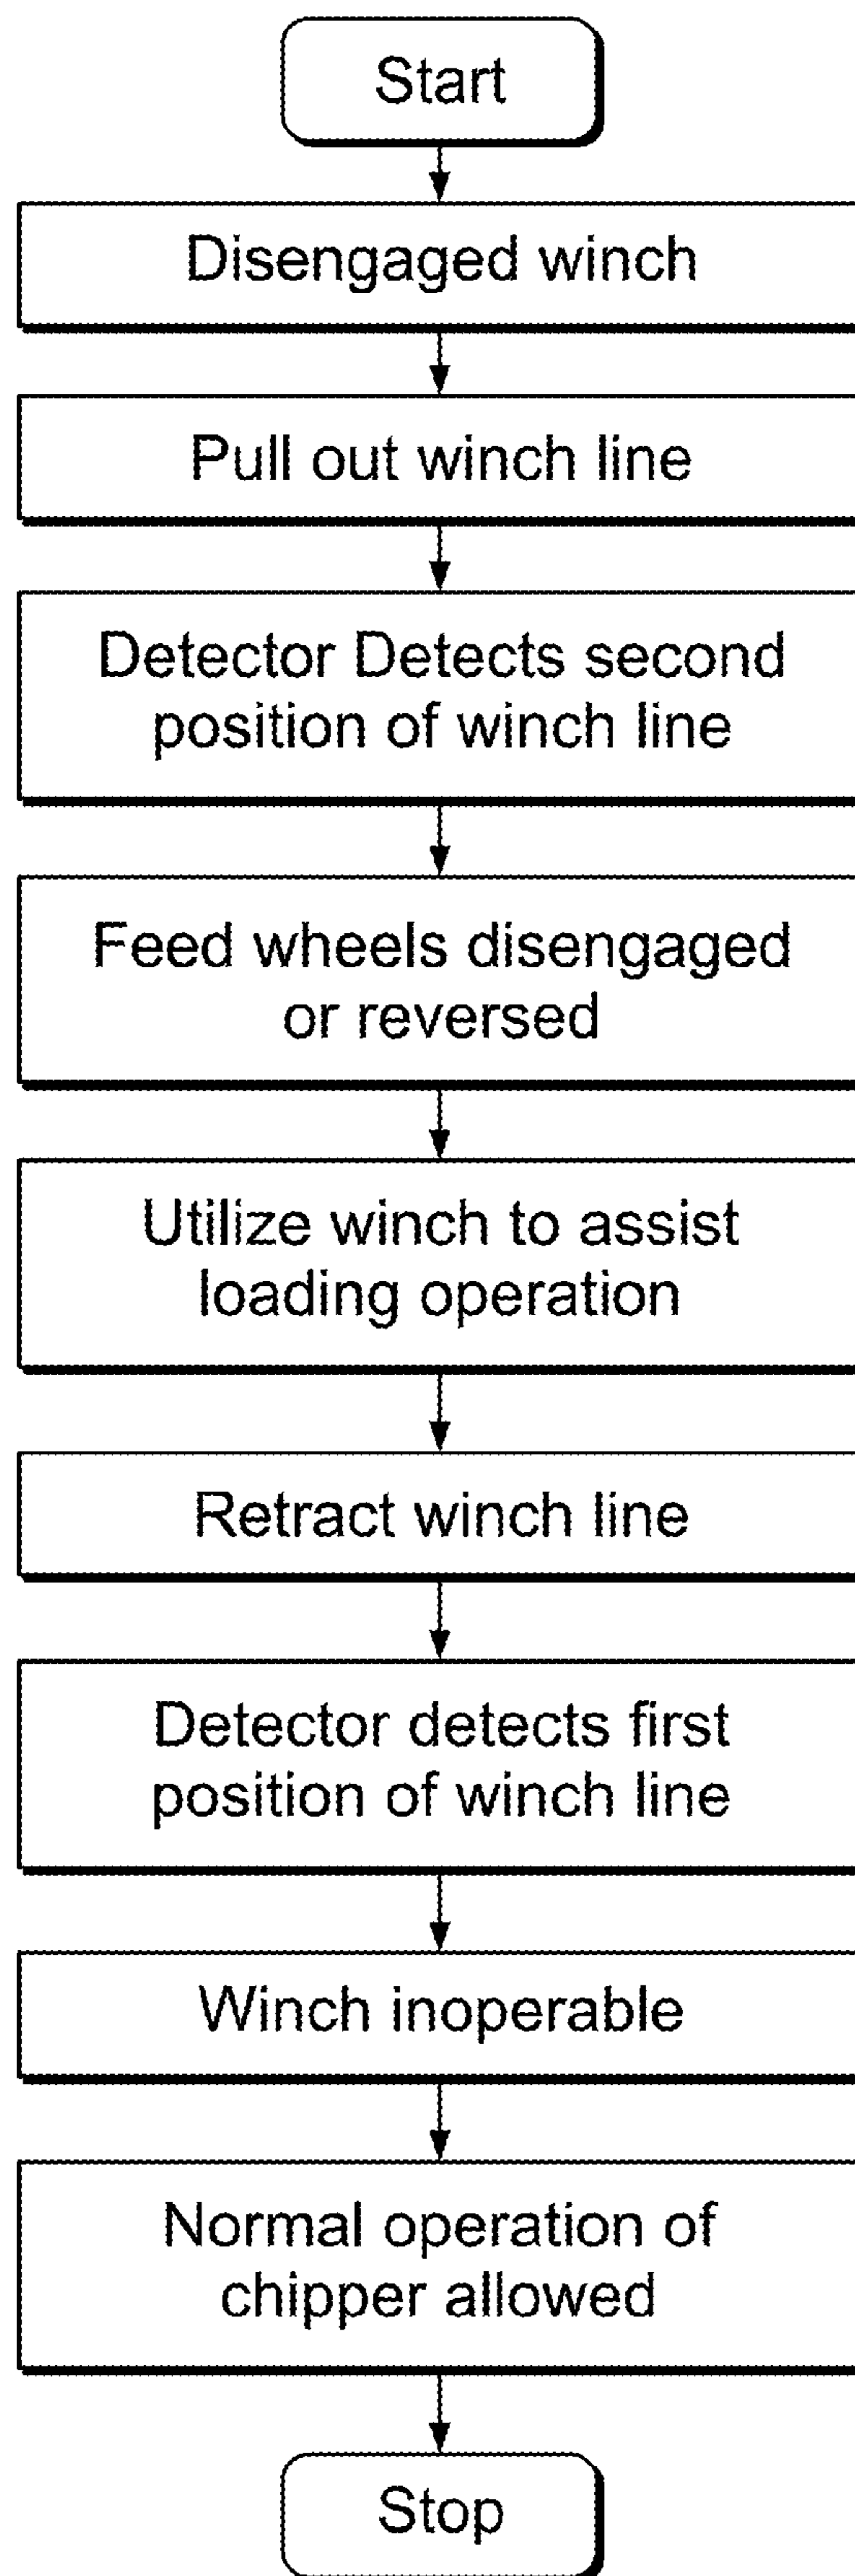 Start
Disengaged winch
Pull out winch line
Detector Detects second
position of winch line
Feed wheels disengaged
or reversed
Utilize winch to assist
loading operation
Retract winch line
Detector detects first
position of winch line
Winch inoperable
Normal operation of
chipper allowed
Stop